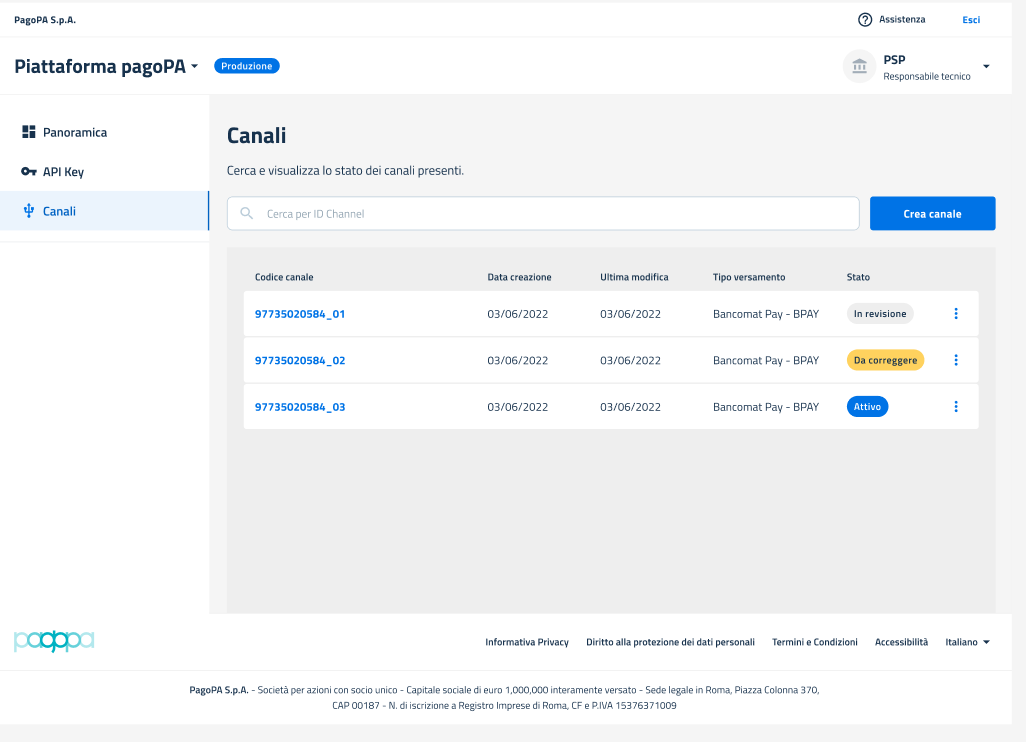 PagoPA S.p.A.
Assistenza
Esci
Piattaforma pagoPA
Produzione
PSP
Responsabile tecnico
Panoramica
API Key
Canali
Canali
Cerca e visualizza lo stato dei canali presenti.
Cerca per ID Channel
Crea canale
Codice canale Data creazione Ultima modifica Tipo versamento Stato
97735020584_01 03/06/2022 03/06/2022 Bancomat Pay - BPAY In revisione
97735020584_02 03/06/2022 03/06/2022 Bancomat Pay - BPAY Da correggere
97735020584_03 03/06/2022 03/06/2022 Bancomat Pay - BPAY Attivo
pagopa
Informativa Privacy Diritto alla protezione dei dati personali Termini e Condizioni Accessibilità Italiano
PagoPA S.p.A. - Società per azioni con socio unico - Capitale sociale di euro 1,000,000 interamente versato - Sede legale in Roma, Piazza Colonna 370,
CAP 00187 - N. di iscrizione a Registro Imprese di Roma, CF e P.IVA 15376371009